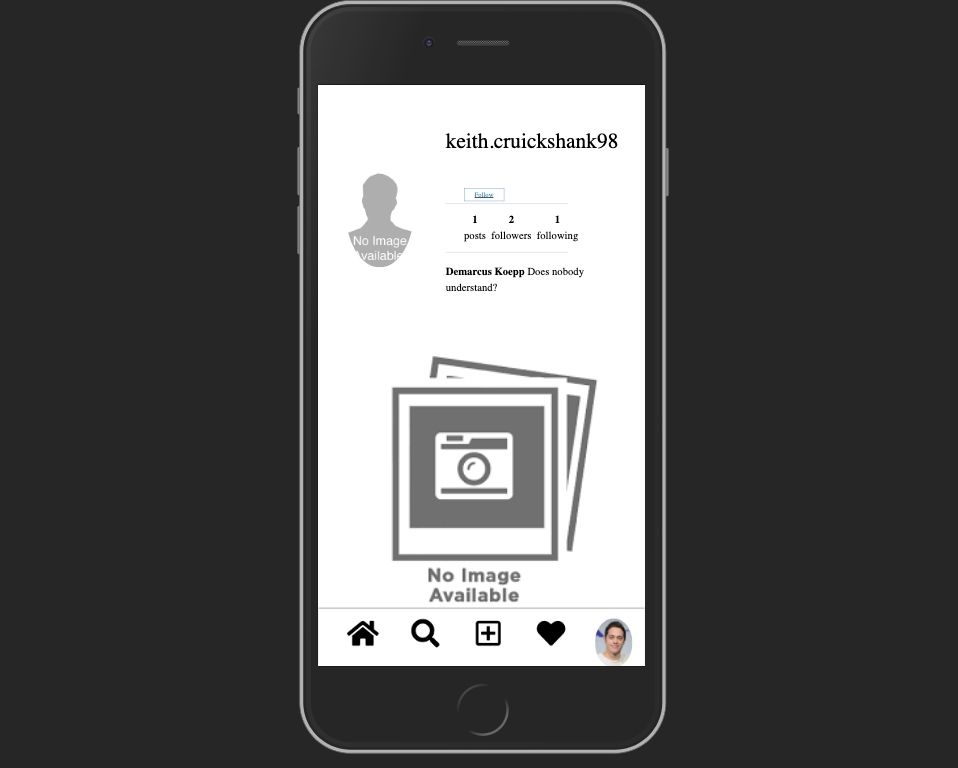 keith.cruickshank98
Follow
1 2 1
posts followers following
No Image
Available
Demarcus Koepp Does nobody
understand?
No Image
Available